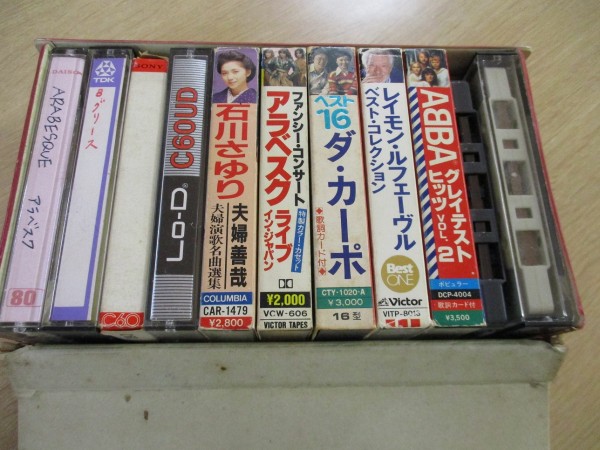 DAIKO
ARABESQUE
アラベスク
80
TDK
B グリース
SONY
C60
Lo-D
C60UD
石川さゆり
夫婦善哉
夫婦演歌名曲選集
COLUMBIA
CAR-1479
¥2,800
ファンシー・コンサート
アラベスク ライブ
イン・ジャパン
特製カラー・カセット
¥2,000
VCW-606
VICTOR TAPES
ベスト
16
ダ・カーポ
◆歌詞カード付◆
CTY-1020-A
¥3,000
16型
レイモン・ルフェーヴル
ベスト・コレクション
Best
ONE
Victor
VITP-8013
ABBA
グレイテスト
ヒッツ VOL. 2
ポピュラー
DCP-4004
歌詞カード付
¥3,500